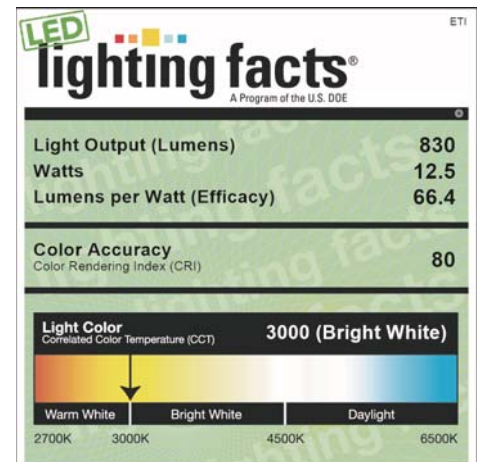 ETI
LED
lighting facts®
A Program of the U.S. DOE
Light Output (Lumens) 830
Watts 12.5
Lumens per Watt (Efficacy) 66.4
Color Accuracy
Color Rendering Index (CRI) 80
Light Color
Correlated Color Temperature (CCT) 3000 (Bright White)
Warm White Bright White Daylight
2700K 3000K 4500K 6500K